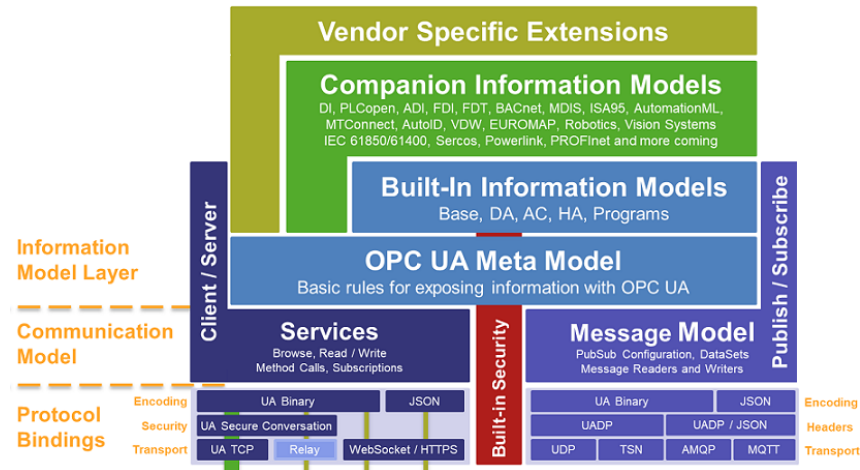 Vendor Specific Extensions
Companion Information Models
DI, PLCopen, ADI, FDI, FDT, BACnet, MDIS, ISA95, AutomationML,
MTConnect, AutoID, VDW, EUROMAP, Robotics, Vision Systems
IEC 61850/61400, Sercos, Powerlink, PROFInet and more coming
Built-In Information Models
Base, DA, AC, HA, Programs
Information
Model Layer
Client / Server
OPC UA Meta Model
Basic rules for exposing information with OPC UA
Publish / Subscribe
Communication
Model
Services
Browse, Read / Write
Method Calls, Subscriptions
Built-in Security
Message Model
PubSub Configuration, DataSets
Message Readers and Writers
Protocol
Bindings
Encoding
UA Binary
JSON
UA Binary
JSON
Encoding
Security
UA Secure Conversation
UADP
UADP / JSON
Headers
Transport
UA TCP
Relay
WebSocket / HTTPS
UDP
TSN
AMQP
MQTT
Transport